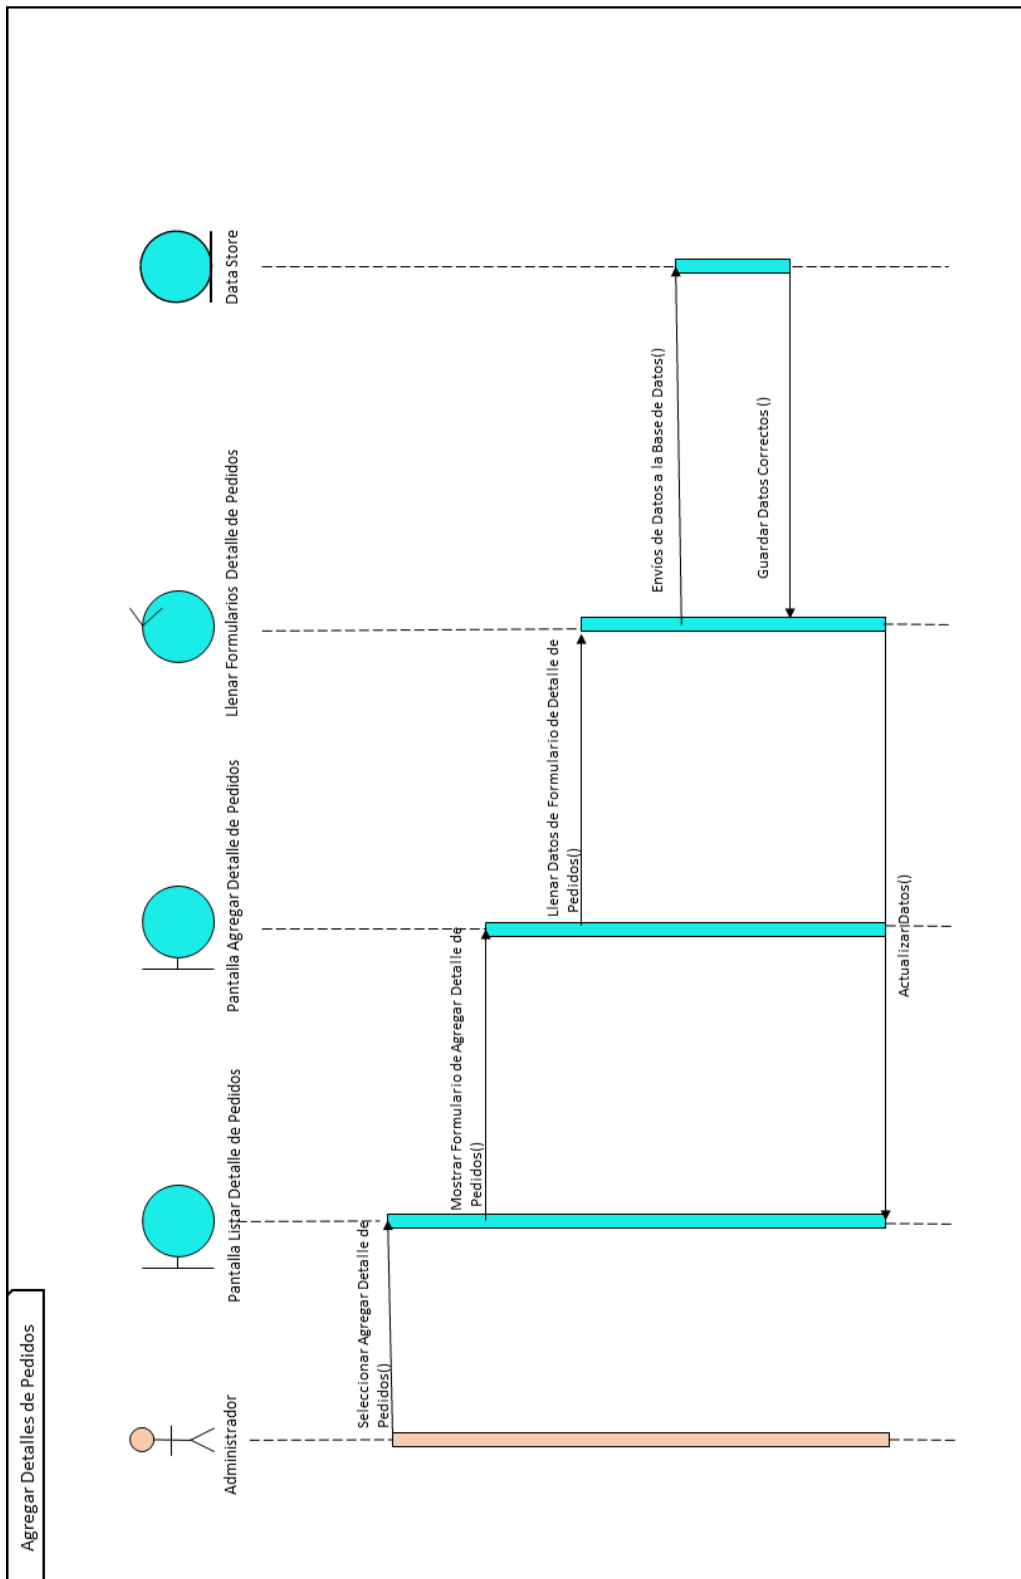 Agregar Detalles de Pedidos
Administrador
Pantalla Listar Detalle de Pedidos
Pantalla Agregar Detalle de Pedidos
Llenar Formularios Detalle de Pedidos
Data Store
Seleccionar Agregar Detalle de
Pedidos()
Mostrar Formulario de Agregar Detalle de
Pedidos()
Llenar Datos de Formulario de Detalle de
Pedidos()
Envíos de Datos a la Base de Datos()
Guardar Datos Correctos ()
Actualizar Datos()